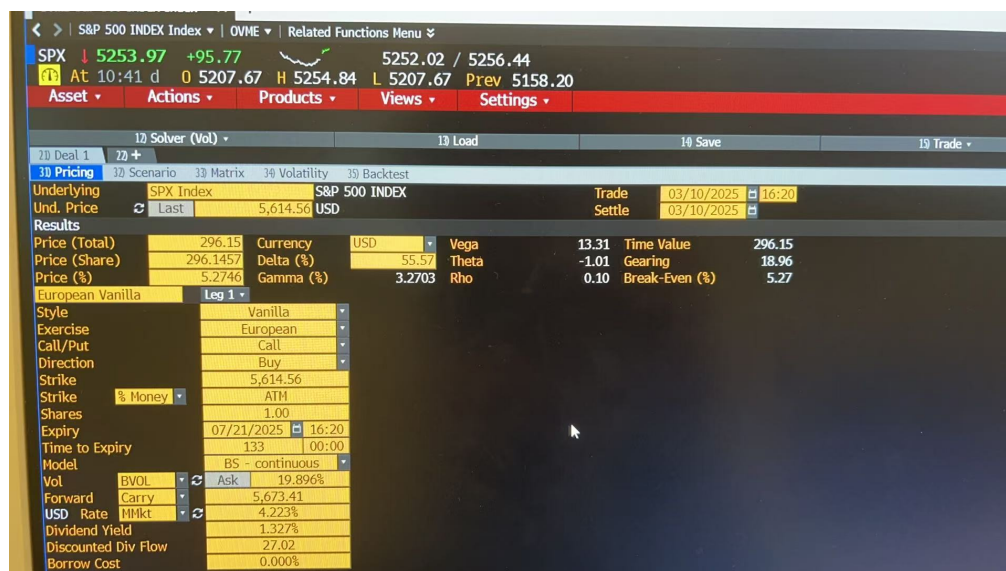 < > S&P 500 INDEX Index ▾ | OVME ▾ | Related Functions Menu
SPX ↓ 5253.97 +95.77 5252.02 / 5256.44
At 10:41 d O 5207.67 H 5254.84 L 5207.67 Prev 5158.20
Asset ▾ Actions ▾ Products ▾ Views ▾ Settings ▾
12) Solver (Vol) ▾ 13) Load 14) Save 15) Trade ▾
21) Deal 1 22) +
31) Pricing 32) Scenario 33) Matrix 34) Volatility 35) Backtest
Underlying SPX Index S&P 500 INDEX Trade 03/10/2025 16:20
Und. Price Last 5,614.56 USD Settle 03/10/2025
Results
Price (Total) 296.15 Currency USD Vega 13.31 Time Value 296.15
Price (Share) 296.1457 Delta (%) 55.57 Theta -1.01 Gearing 18.96
Price (%) 5.2746 Gamma (%) 3.2703 Rho 0.10 Break-Even (%) 5.27
European Vanilla Leg 1 ▾
Style Vanilla
Exercise European
Call/Put Call
Direction Buy
Strike 5,614.56
Strike % Money ATM
Shares 1.00
Expiry 07/21/2025 16:20
Time to Expiry 133 00:00
Model BS - continuous
Vol BVOL Ask 19.896%
Forward Carry 5,673.41
USD Rate MMkt 4.223%
Dividend Yield 1.327%
Discounted Div Flow 27.02
Borrow Cost 0.000%